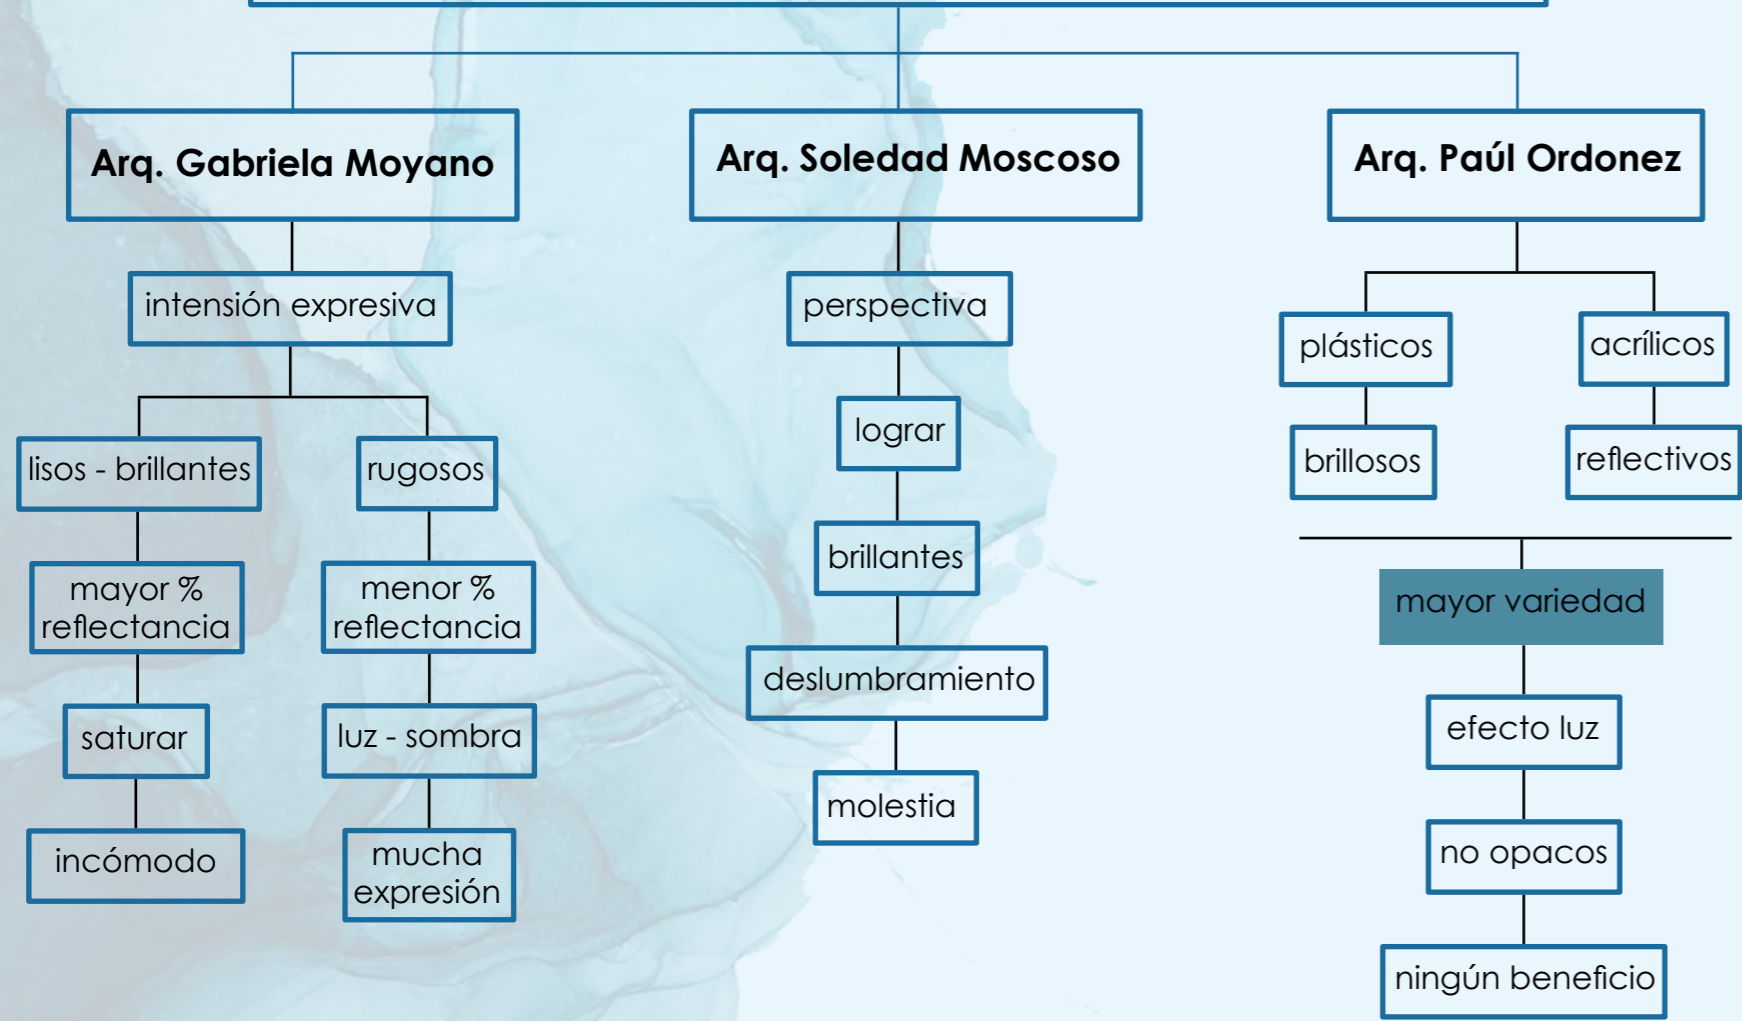 Arq. Gabriela Moyano
intensión expresiva
lisos - brillantes
mayor %
reflectancia
saturar
incómodo
rugosos
menor %
reflectancia
luz - sombra
mucha
expresión
Arq. Soledad Moscoso
perspectiva
lograr
brillantes
deslumbramiento
molestia
Arq. Paúl Ordonez
plásticos
brillosos
acrílicos
reflectivos
mayor variedad
efecto luz
no opacos
ningún beneficio